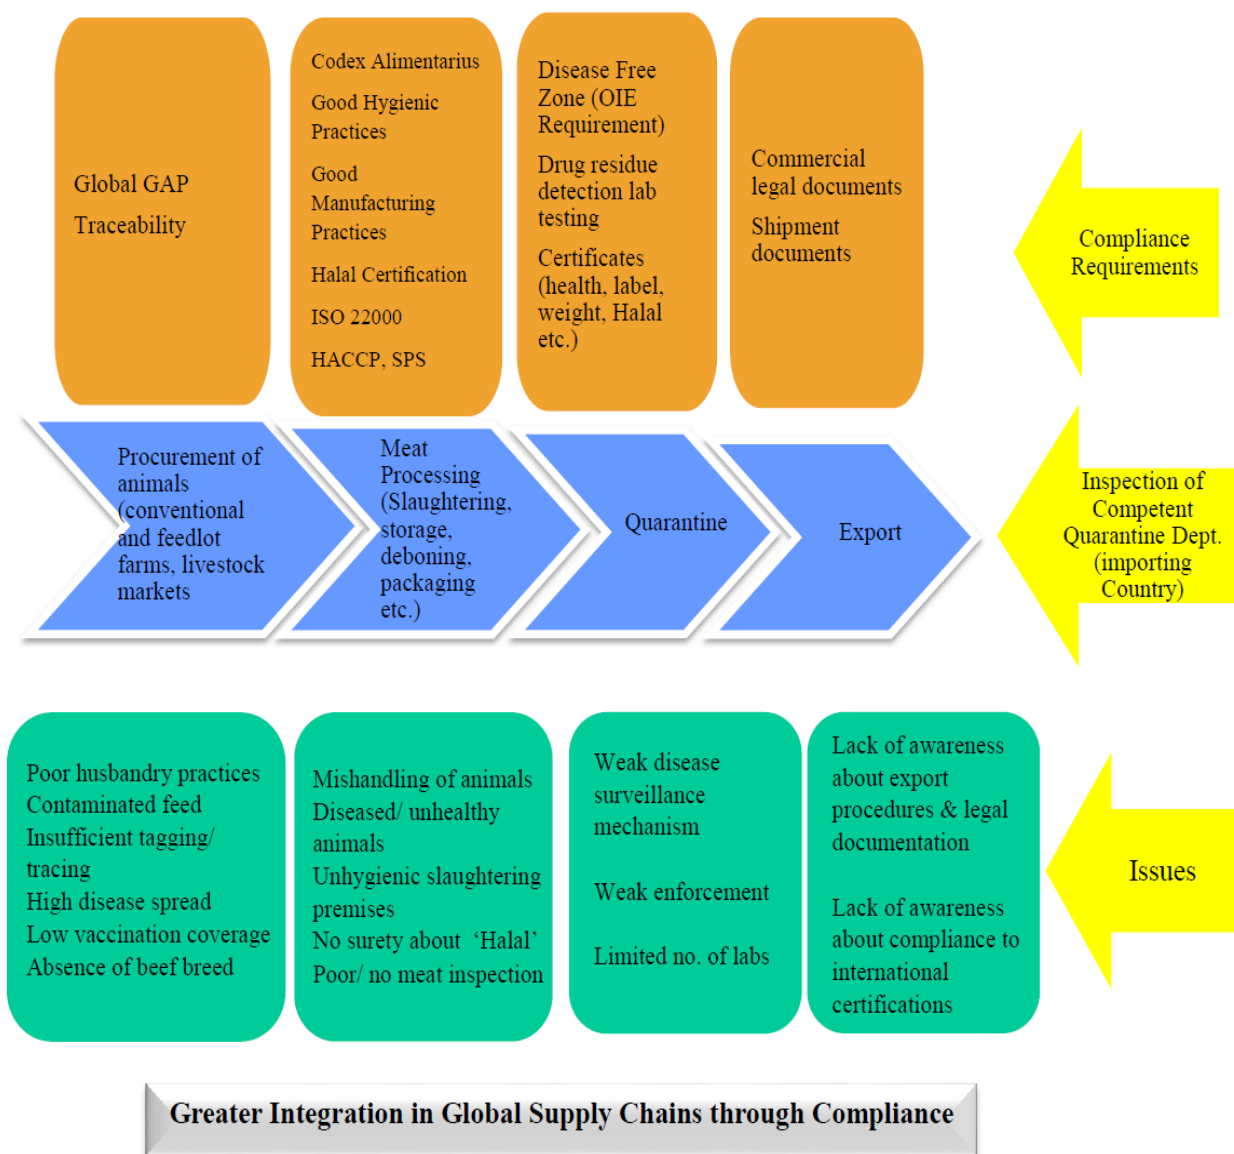 Global GAP
Traceability
Codex Alimentarius
Good Hygienic
Practices
Good
Manufacturing
Practices
Halal Certification
ISO 22000
HACCP, SPS
Disease Free
Zone (OIE
Requirement)
Drug residue
detection lab
testing
Certificates
(health, label,
weight, Halal
etc.)
Commercial
legal documents
Shipment
documents
Compliance
Requirements
Procurement of
animals
(conventional
and feedlot
farms, livestock
markets
Meat
Processing
(Slaughtering,
storage,
deboning,
packaging
etc.)
Quarantine
Export
Inspection of
Competent
Quarantine Dept.
(importing
Country)
Poor husbandry practices
Contaminated feed
Insufficient tagging/
tracing
High disease spread
Low vaccination coverage
Absence of beef breed
Mishandling of animals
Diseased/ unhealthy
animals
Unhygienic slaughtering
premises
No surety about ‘Halal’
Poor/ no meat inspection
Weak disease
surveillance
mechanism
Weak enforcement
Limited no. of labs
Lack of awareness
about export
procedures & legal
documentation
Lack of awareness
about compliance to
international
certifications
Issues
Greater Integration in Global Supply Chains through Compliance